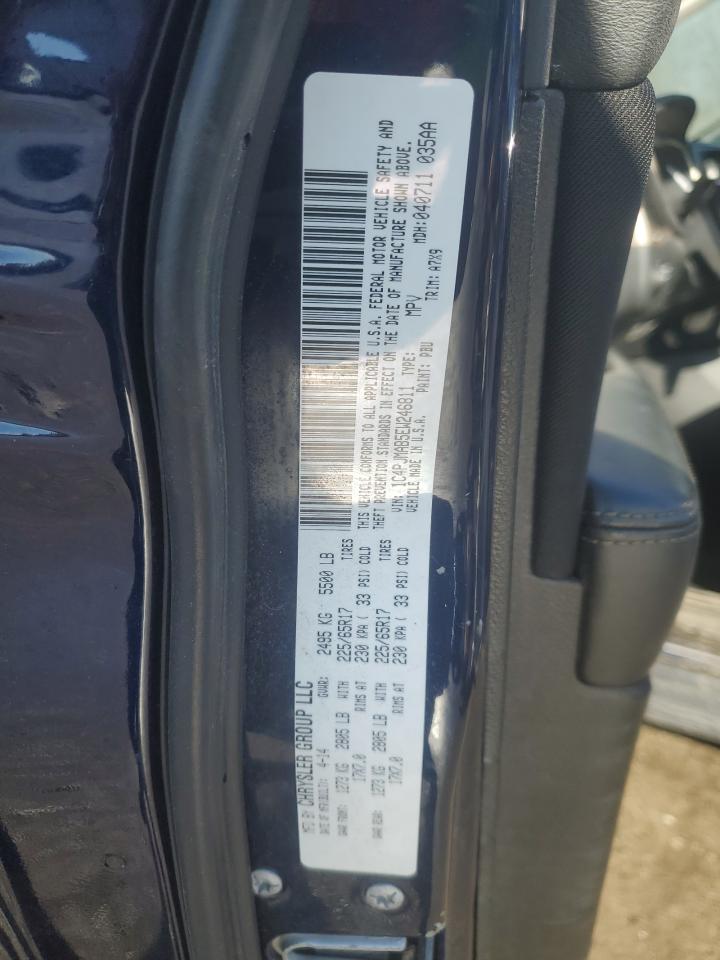 MFD BY: CHRYSLER GROUP LLC
DATE OF MFR(BUILT): 4-14 GVWR: 2495 KG 5500 LB
GAWR FRONT: 1273 KG 2805 LB WITH 225/65R17 TIRES
17X7.0 RIMS AT 230 KPA ( 33 PSI) COLD
GAWR REAR: 1273 KG 2805 LB WITH 225/65R17 TIRES
17X7.0 RIMS AT 230 KPA ( 33 PSI) COLD
THIS VEHICLE CONFORMS TO ALL APPLICABLE U.S.A. FEDERAL MOTOR VEHICLE SAFETY AND
THEFT PREVENTION STANDARDS IN EFFECT ON THE DATE OF MANUFACTURE SHOWN ABOVE.
VIN: 1C4PJMAB5EW246811 TYPE: MPV MDH:040711 035AA
VEHICLE MADE IN U.S.A. PAINT: PBU TRIM: A7X9